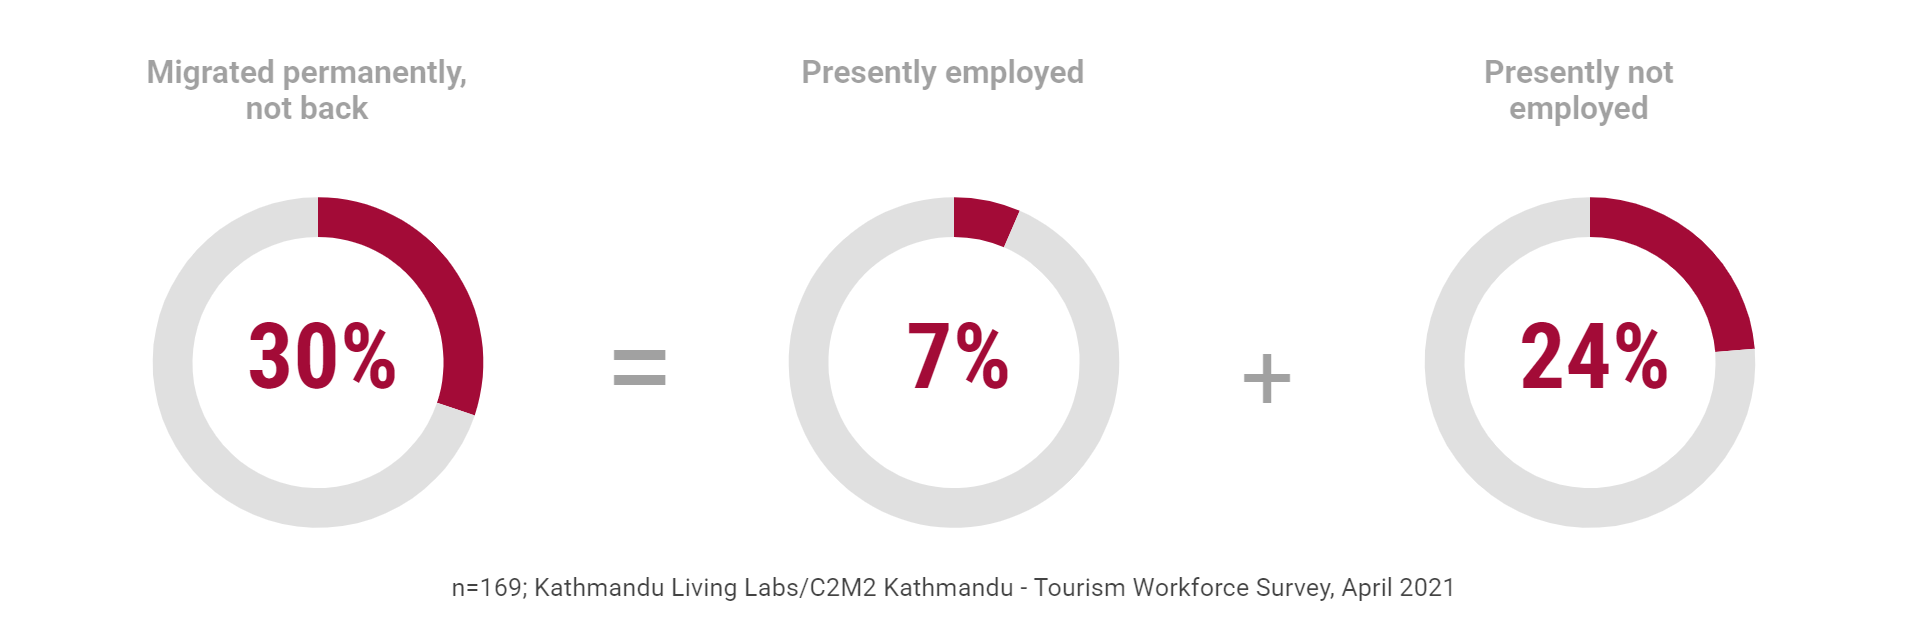 Migrated permanently,
not back
Presently employed
Presently not
employed
30%
=
7%
+
24%
n=169; Kathmandu Living Labs/C2M2 Kathmandu - Tourism Workforce Survey, April 2021